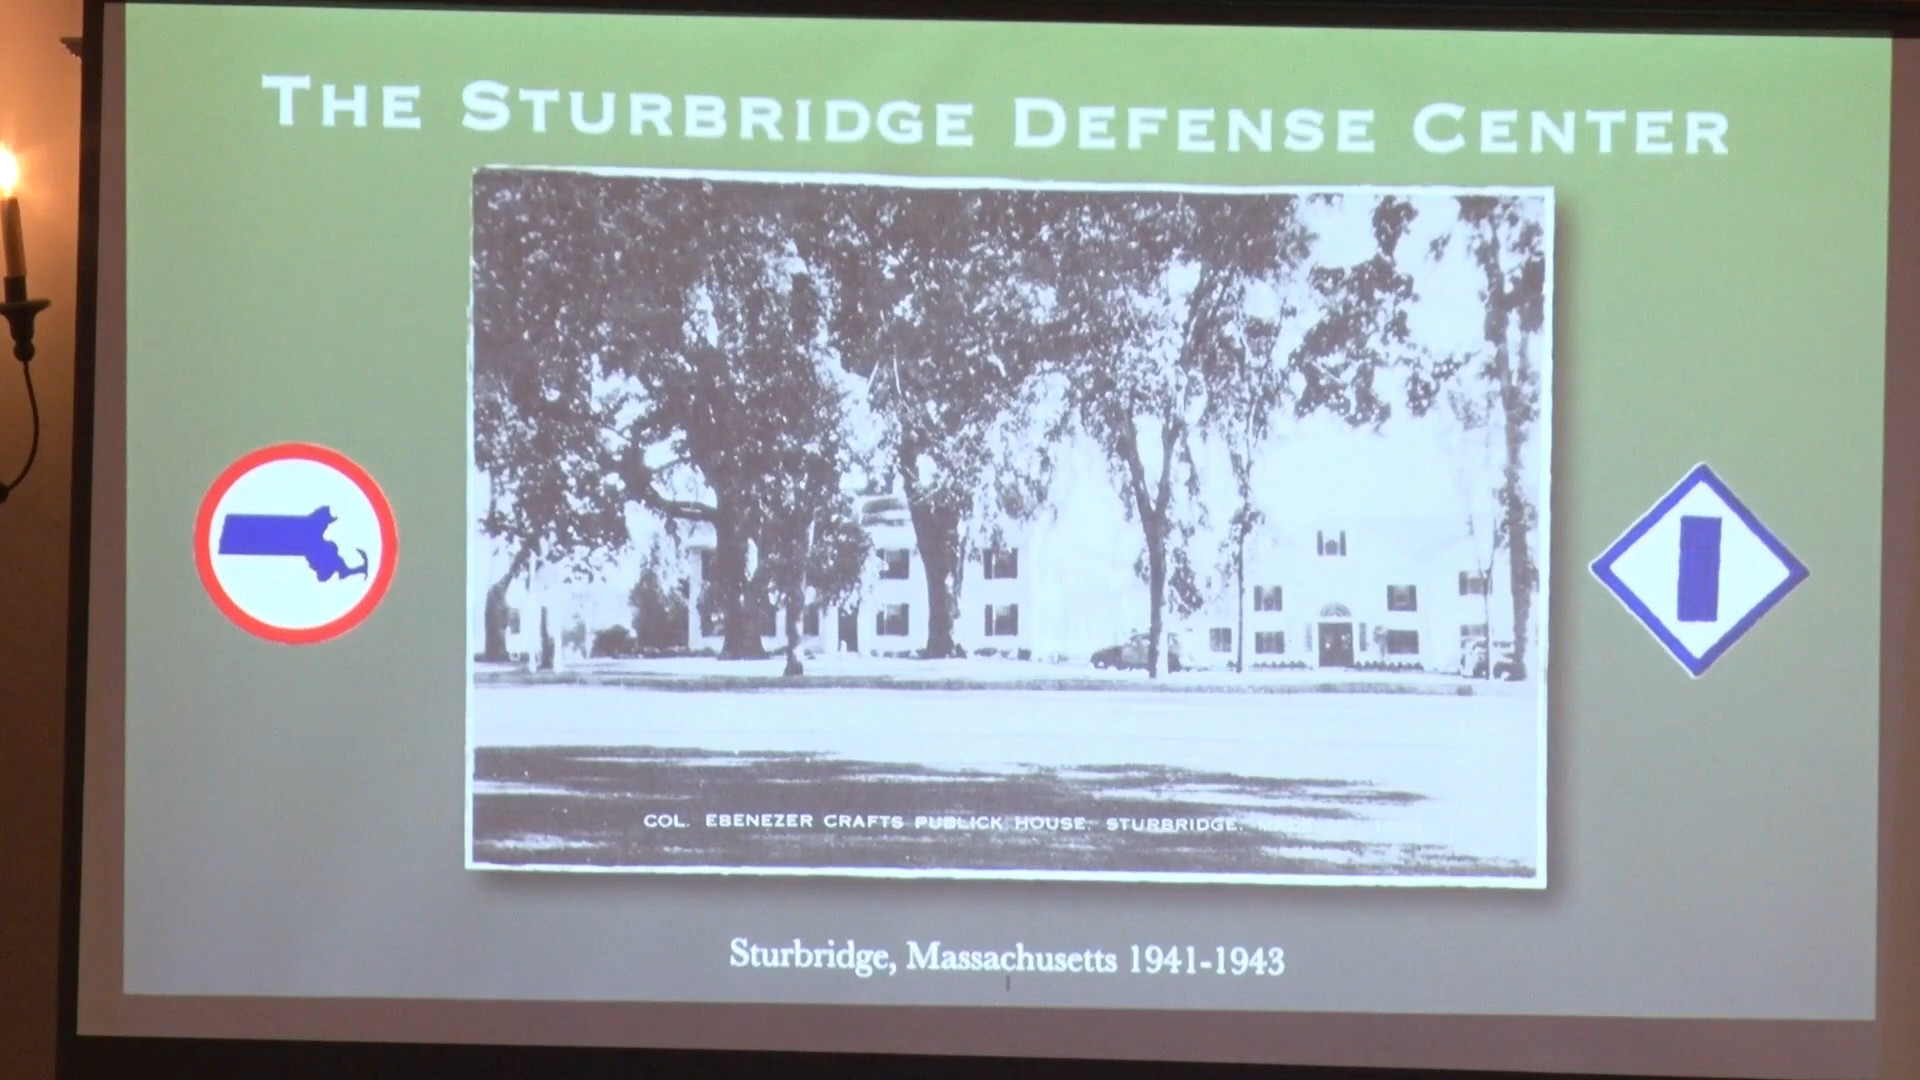 THE STURBRIDGE DEFENSE CENTER
COL. EBENEZER CRAFTS PUBLICK HOUSE, STURBRIDGE,
Sturbridge, Massachusetts 1941-1943